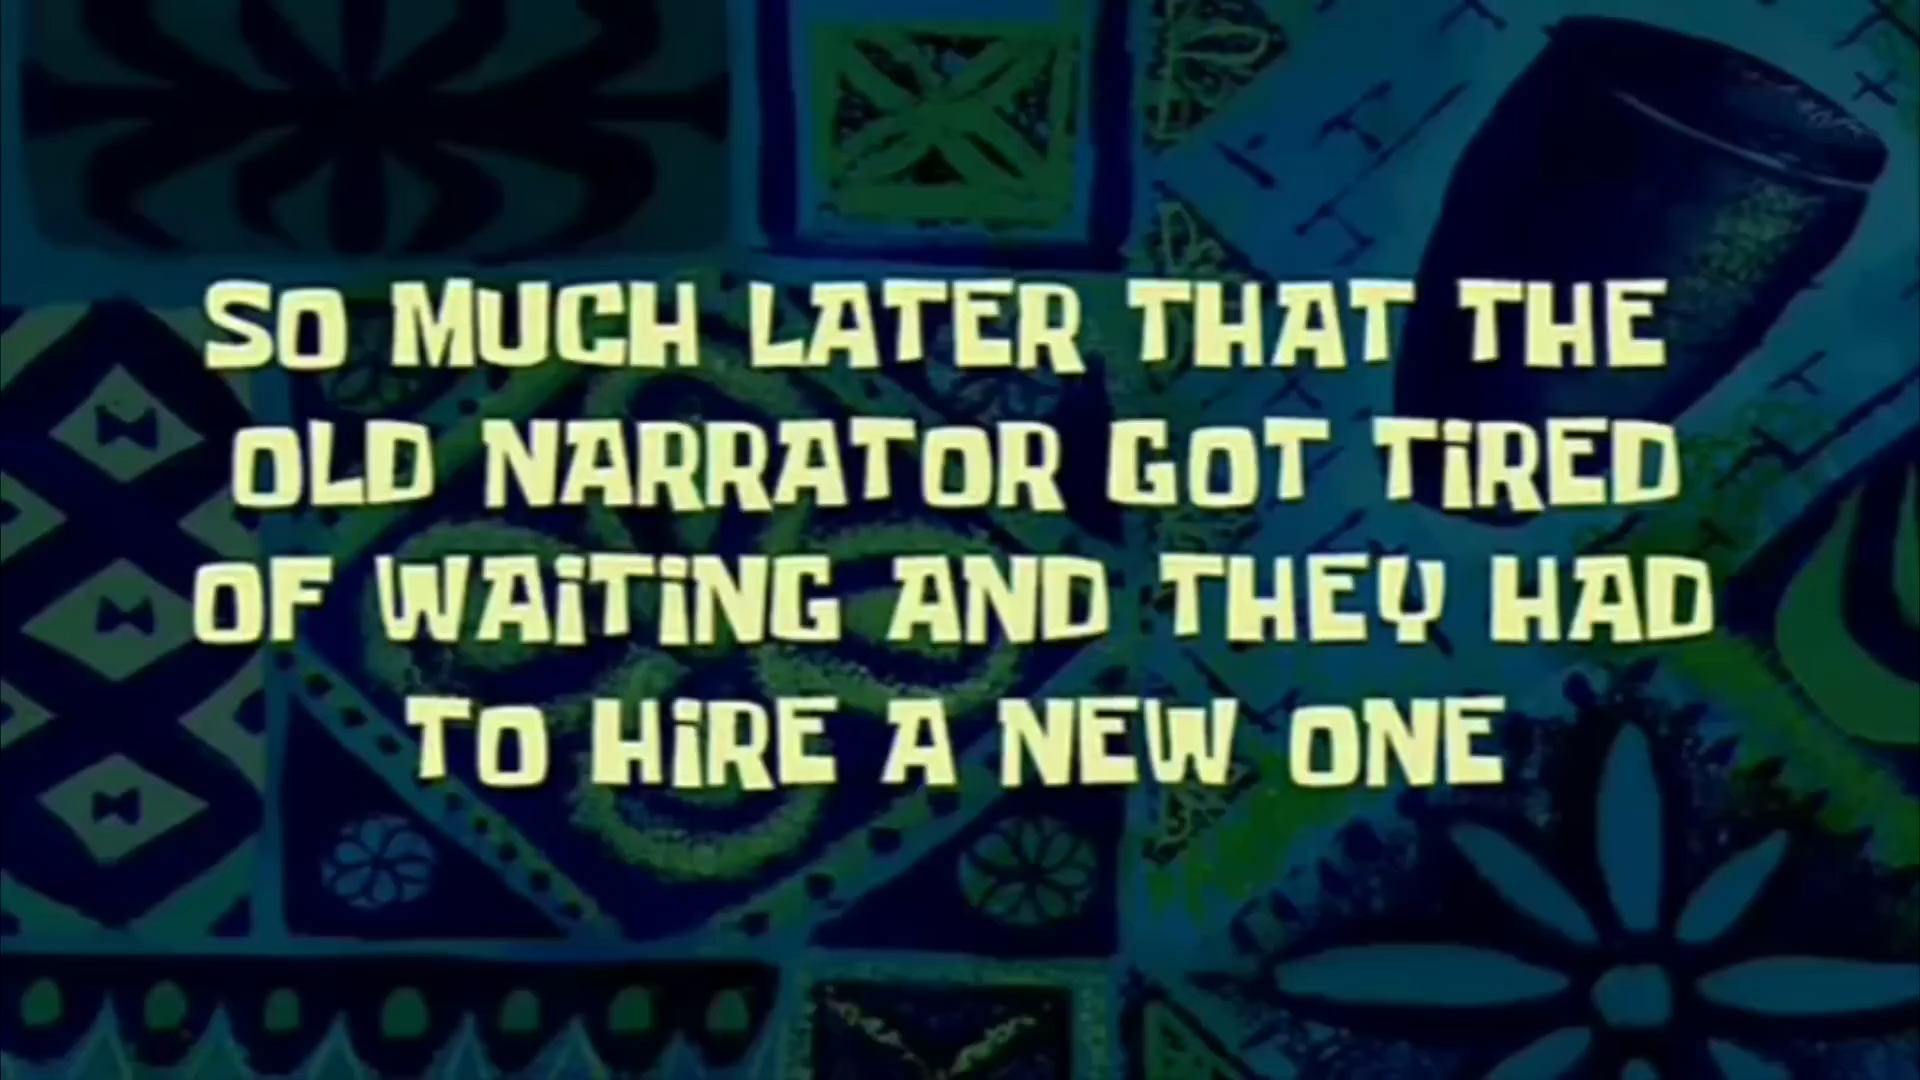 SO MUCH LATER THAT THE
OLD NARRATOR GOT TiRED
OF WAiTiNG AND THEY HAD
TO HiRE A NEW ONE